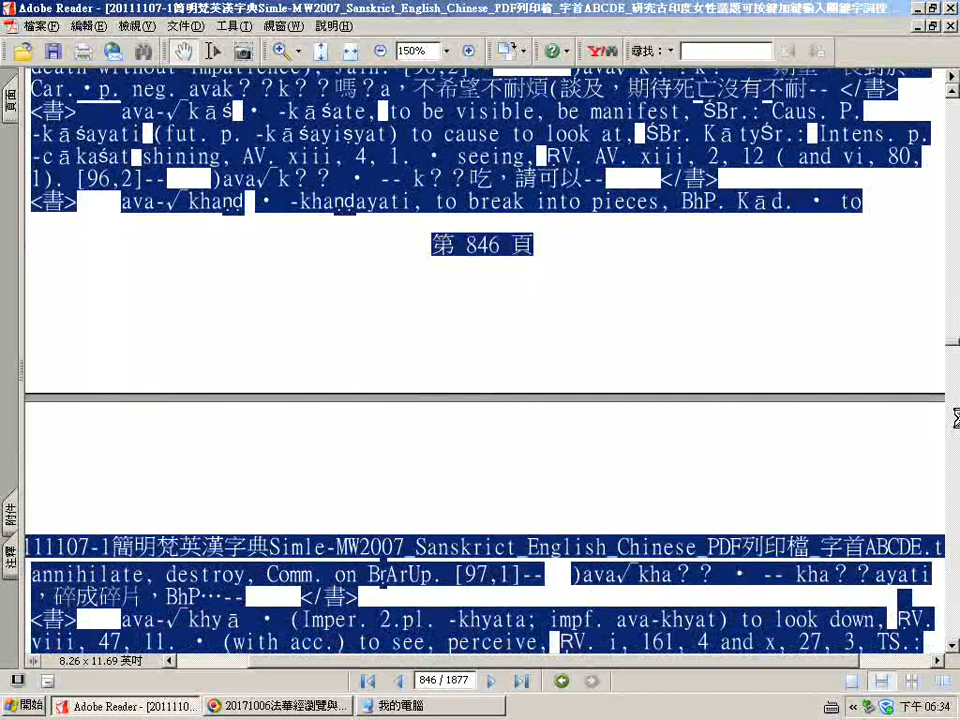 Adobe Reader - [20111107-1簡明梵英漢字典Simle-MW2007_Sanskrict_English_Chinese_PDF列印檔_字首ABCDE_研究古印度女性議題可按鍵加鍵輸入關鍵字詞搜
檔案(F) 編輯(E) 檢視(V) 文件(D) 工具(T) 視窗(W) 說明(H)
150% Y! 尋找:
頁面
death without impatience), Jain. [96,2]
Car.·p. neg. avak??k??嗎?a，不希望不耐煩(談及，期待死亡沒有不耐-- </書>
<書> ava-√kāś · -kāśate, to be visible, be manifest, ŚBr.: Caus. P.
-kāśayati (fut. p. -kāśayiṣyat) to cause to look at, ŚBr. KātyŚr.: Intens. p.
-cākaśat shining, AV. xiii, 4, 1. · seeing, RV. AV. xiii, 2, 12 ( and vi, 80,
1). [96,2]-- )ava√k?? · -- k??吃，請可以-- </書>
<書> ava-√khaṇḍ · -khaṇḍayati, to break into pieces, BhP. Kād. · to
第 846 頁
附件
注釋
111107-1簡明梵英漢字典Simle-MW2007_Sanskrict_English_Chinese_PDF列印檔_字首ABCDE.t
annihilate, destroy, Comm. on BṛĀrUp. [97,1]-- )ava√kha?? · -- kha??ayati
，碎成碎片，BhP…-- </書>
<書> ava-√khyā · (Imper. 2.pl. -khyata; impf. ava-khyat) to look down, RV.
viii, 47, 11. · (with acc.) to see, perceive, ṚV. i, 161, 4 and x, 27, 3, TS.:
8.26 x 11.69 英吋
846 / 1877
開始 Adobe Reader - [2011110... 20171006法華經瀏覽與... 我的電腦 下午 06:34